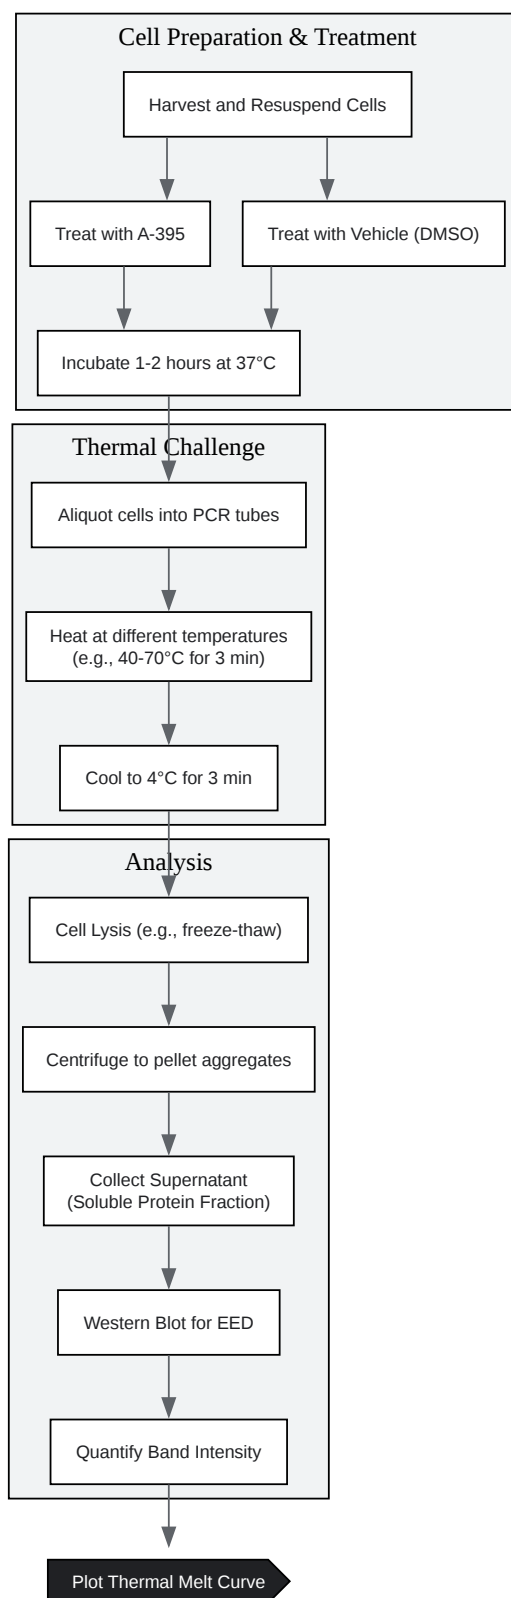 Cell Preparation & Treatment
Harvest and Resuspend Cells
Treat with A-395
Treat with Vehicle (DMSO)
Incubate 1-2 hours at 37°C
Thermal Challenge
Aliquot cells into PCR tubes
Heat at different temperatures
(e.g., 40-70°C for 3 min)
Cool to 4°C for 3 min
Analysis
Cell Lysis (e.g., freeze-thaw)
Centrifuge to pellet aggregates
Collect Supernatant
(Soluble Protein Fraction)
Western Blot for EED
Quantify Band Intensity
Plot Thermal Melt Curve